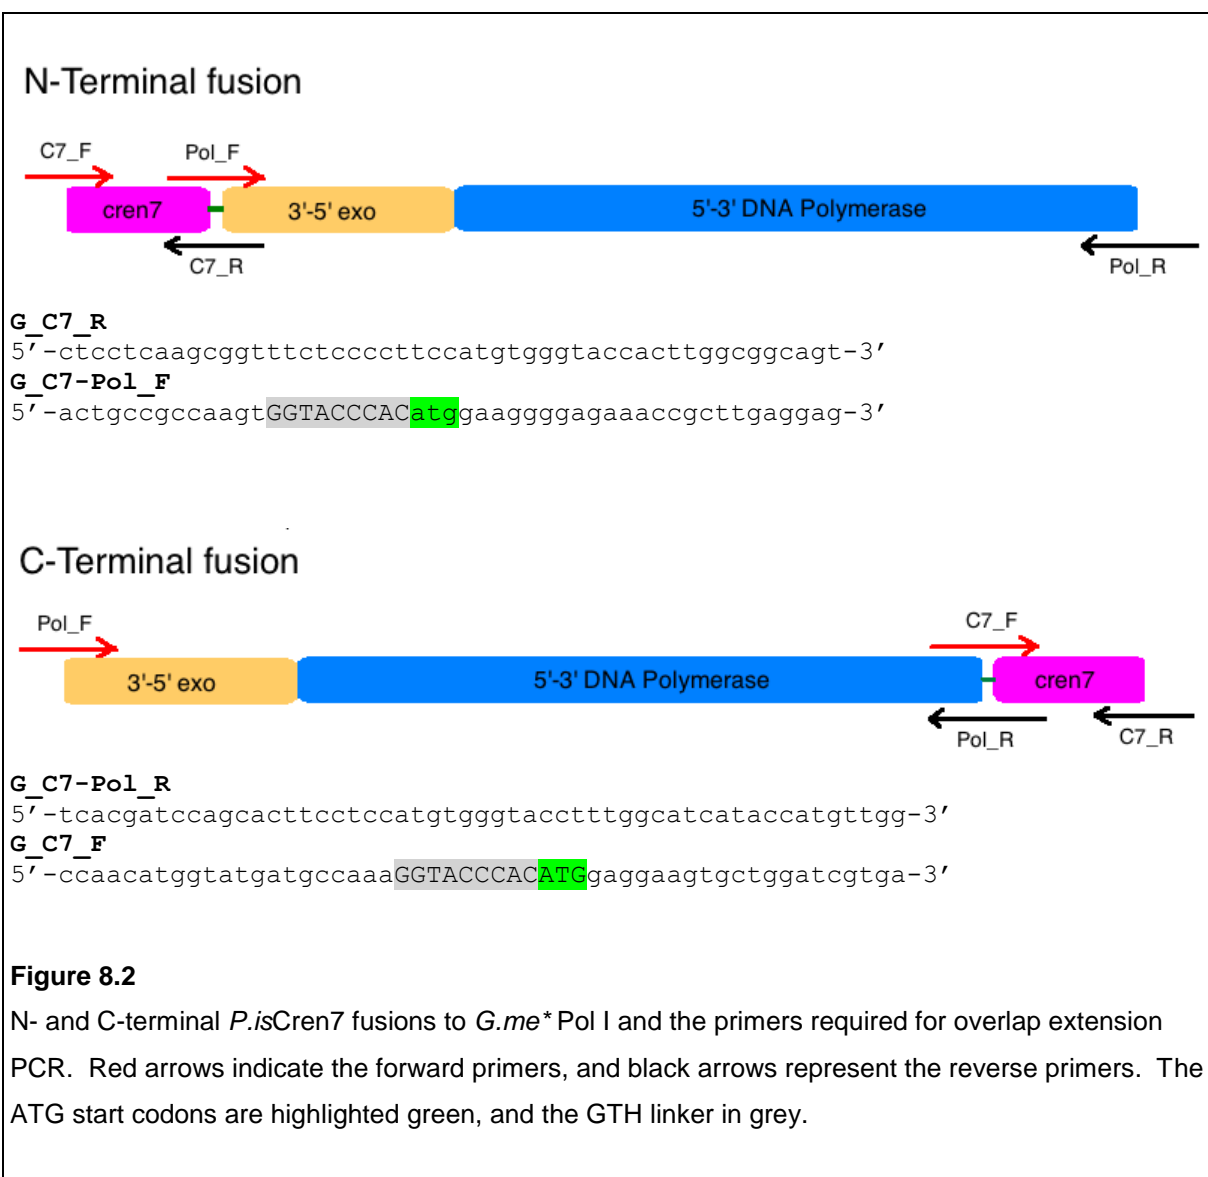 N-Terminal fusion
C7_F Pol_F
cren7 3'-5' exo 5'-3' DNA Polymerase
C7_R Pol_R
G_C7_R
5′-ctcctcaagcggtttctccccttccatgtgggtaccacttggcggcagt-3′
G_C7-Pol_F
5′-actgccgccaagtGGTACCCACatggaaggggagaaaccgcttgaggag-3′
C-Terminal fusion
Pol_F C7_F
3'-5' exo 5'-3' DNA Polymerase cren7
Pol_R C7_R
G_C7-Pol_R
5′-tcacgatccagcacttcctccatgtgggtacctttggcatcataccatgttgg-3′
G_C7_F
5′-ccaacatggtatgatgccaaaGGTACCCACATGgaggaagtgctggatcgtga-3′
Figure 8.2
N- and C-terminal P.isCren7 fusions to G.me* Pol I and the primers required for overlap extension
PCR. Red arrows indicate the forward primers, and black arrows represent the reverse primers. The
ATG start codons are highlighted green, and the GTH linker in grey.